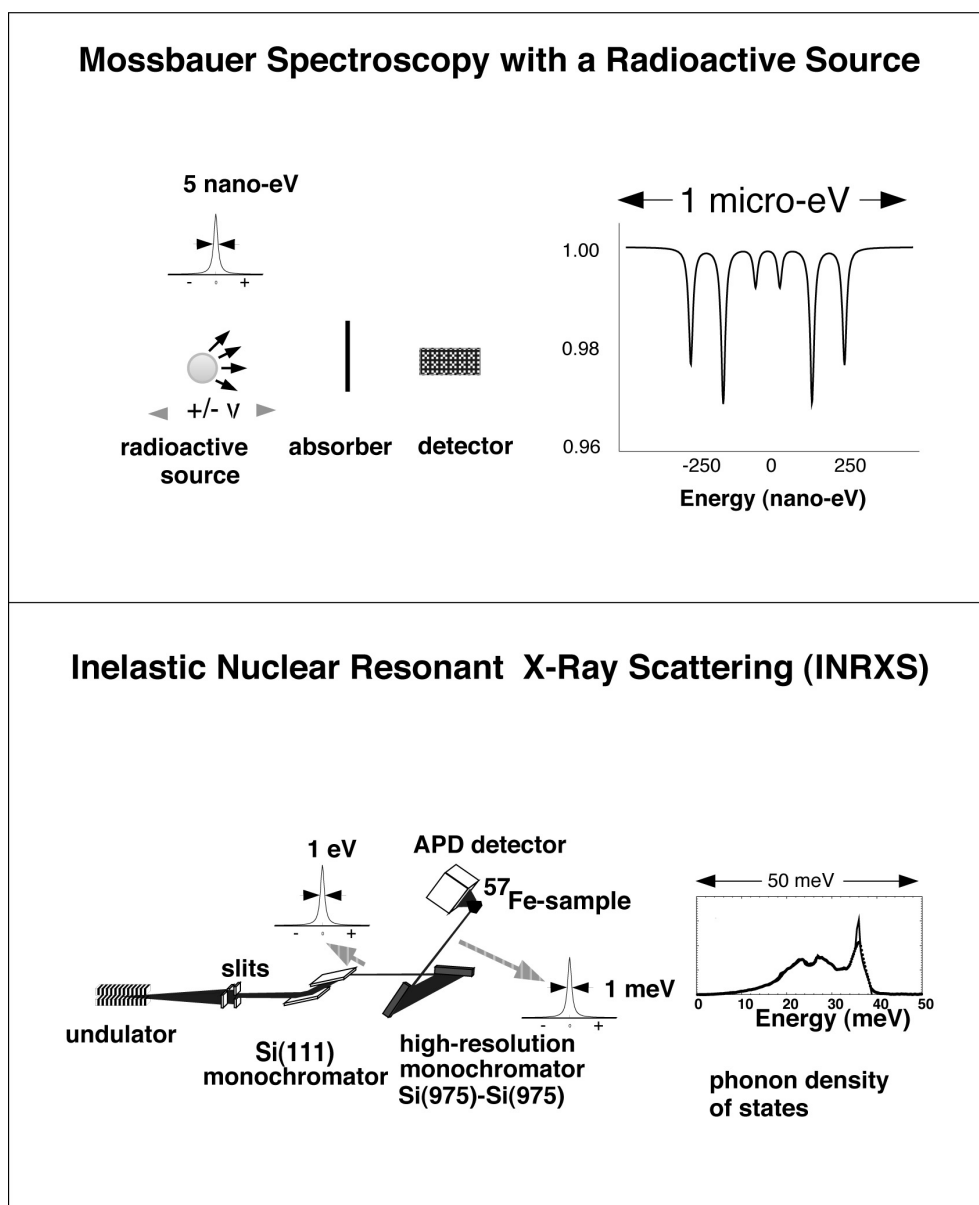 Mossbauer Spectroscopy with a Radioactive Source
5 nano-eV
- 0 +
+/- v
radioactive
source
absorber
detector
1 micro-eV
1.00
0.98
0.96
-250 0 250
Energy (nano-eV)
Inelastic Nuclear Resonant X-Ray Scattering (INRXS)
1 eV
- 0 +
APD detector
57Fe-sample
slits
undulator
Si(111)
monochromator
high-resolution
monochromator
Si(975)-Si(975)
1 meV
- 0 +
50 meV
0 10 20 30 40 50
Energy (meV)
phonon density
of states